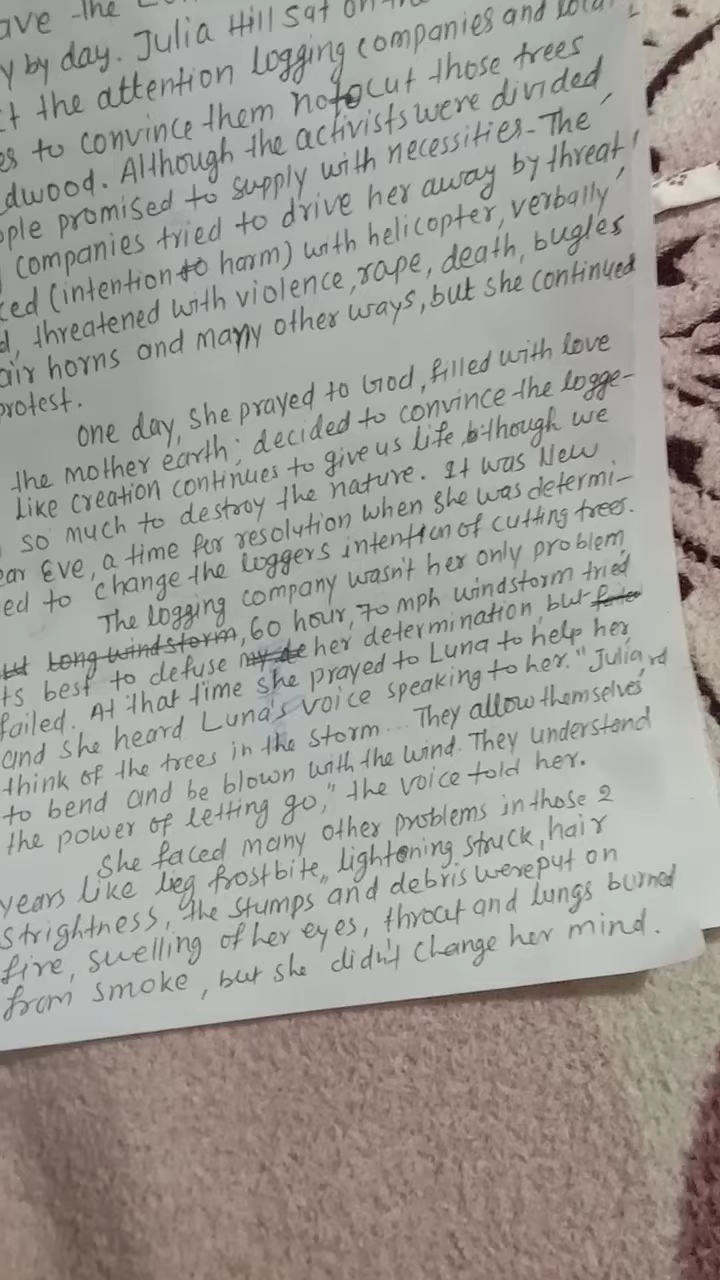 ave the
y by day. Julia Hill Sat on
ct the attention logging companies and
es to convince them not to cut those trees
dwood. Although the activists were divided,
ople promised to supply with necessities. The
companies tried to drive her away by threat,
ced (intention to harm) with helicopter, verbally,
d, threatened with violence, rape, death, bugles
air horns and many other ways, but she continued
protest.
One day, She prayed to God, filled with love
the mother earth; decided to convince the logge-
Like creation continues to give us life although we
so much to destroy the nature. It was New
ear Eve, a time for resolution when she was determi-
ed to change the loggers intention of cutting trees.
The logging company wasn't her only problem,
Long windstorm, 60 hour, 70 mph windstorm tried
ts best to defuse my de her determination but
failed. At that time she prayed to Luna to help her
and she heard Luna's voice speaking to her. "Julia,
think of the trees in the storm... They allow themselves
to bend and be blown with the wind. They understand
the power of letting go," the voice told her.
She faced many other problems in those 2
years like leg frostbite, lightening struck, hair
strightness, the stumps and debris were put on
fire, swelling of her eyes, throat and lungs burned
from smoke, but she didn't change her mind.